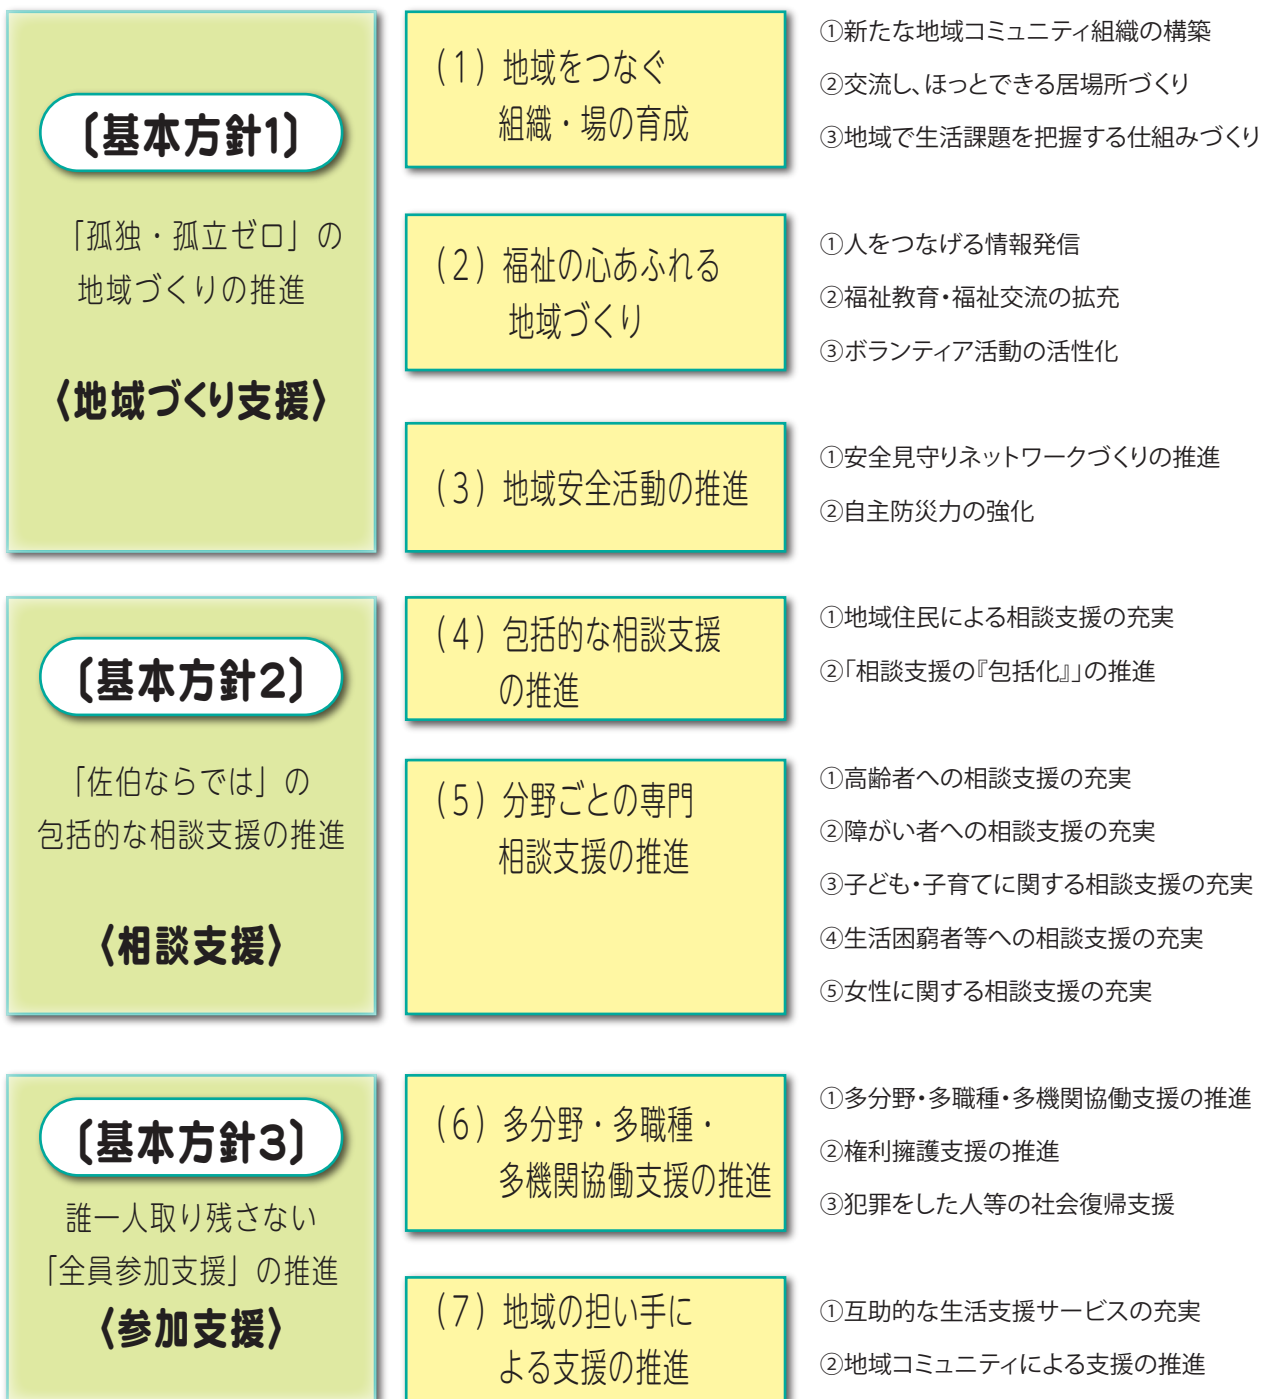 〔基本方針1〕
「孤独・孤立ゼロ」の
地域づくりの推進
〈地域づくり支援〉
(1) 地域をつなぐ
組織・場の育成
①新たな地域コミュニティ組織の構築
②交流し、ほっとできる居場所づくり
③地域で生活課題を把握する仕組みづくり
(2) 福祉の心あふれる
地域づくり
①人をつなげる情報発信
②福祉教育・福祉交流の拡充
③ボランティア活動の活性化
(3) 地域安全活動の推進
①安全見守りネットワークづくりの推進
②自主防災力の強化
〔基本方針2〕
「佐伯ならでは」の
包括的な相談支援の推進
〈相談支援〉
(4) 包括的な相談支援
の推進
①地域住民による相談支援の充実
②「相談支援の『包括化』」の推進
(5) 分野ごとの専門
相談支援の推進
①高齢者への相談支援の充実
②障がい者への相談支援の充実
③子ども・子育てに関する相談支援の充実
④生活困窮者等への相談支援の充実
⑤女性に関する相談支援の充実
〔基本方針3〕
誰一人取り残さない
「全員参加支援」の推進
〈参加支援〉
(6) 多分野・多職種・
多機関協働支援の推進
①多分野・多職種・多機関協働支援の推進
②権利擁護支援の推進
③犯罪をした人等の社会復帰支援
(7) 地域の担い手に
よる支援の推進
①互助的な生活支援サービスの充実
②地域コミュニティによる支援の推進